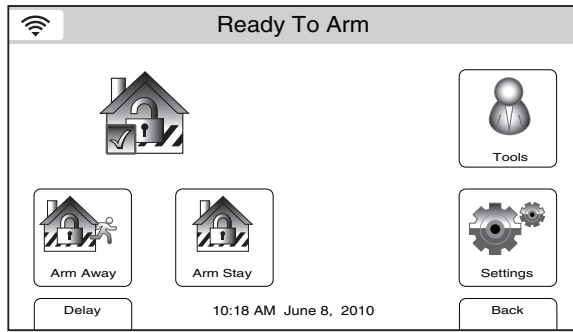 Ready To Arm
Tools
Arm Away
Arm Stay
Settings
Delay
10:18 AM June 8, 2010
Back